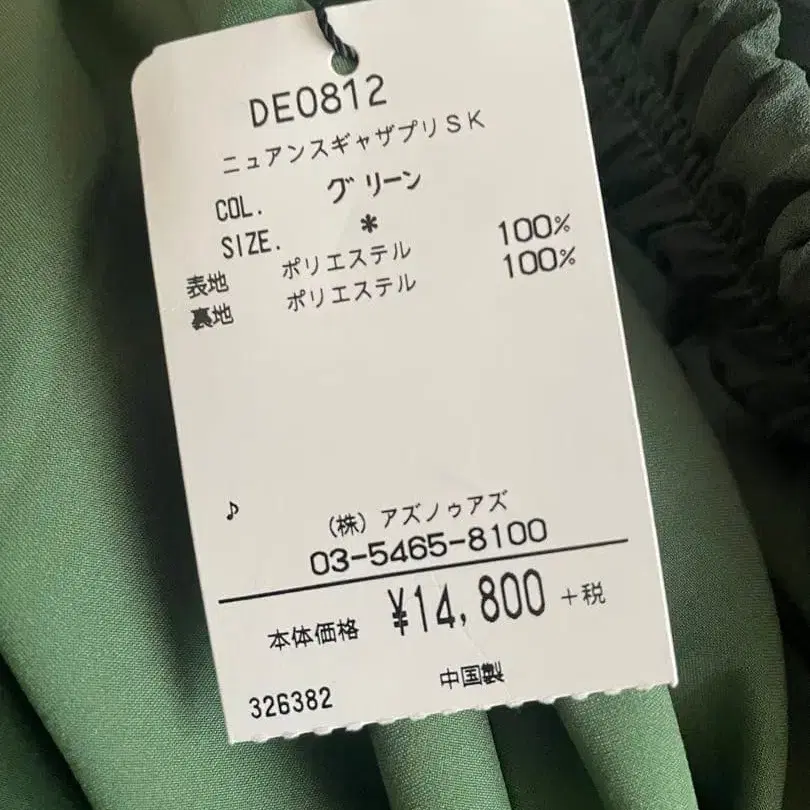 DE0812
ニュアンスギャザプリSK
COL. グリーン
SIZE. *
表地 ポリエステル 100%
裏地 ポリエステル 100%
♪
(株)アズノゥアズ
03-5465-8100
本体価格 ¥14,800 +税
中国製
326382